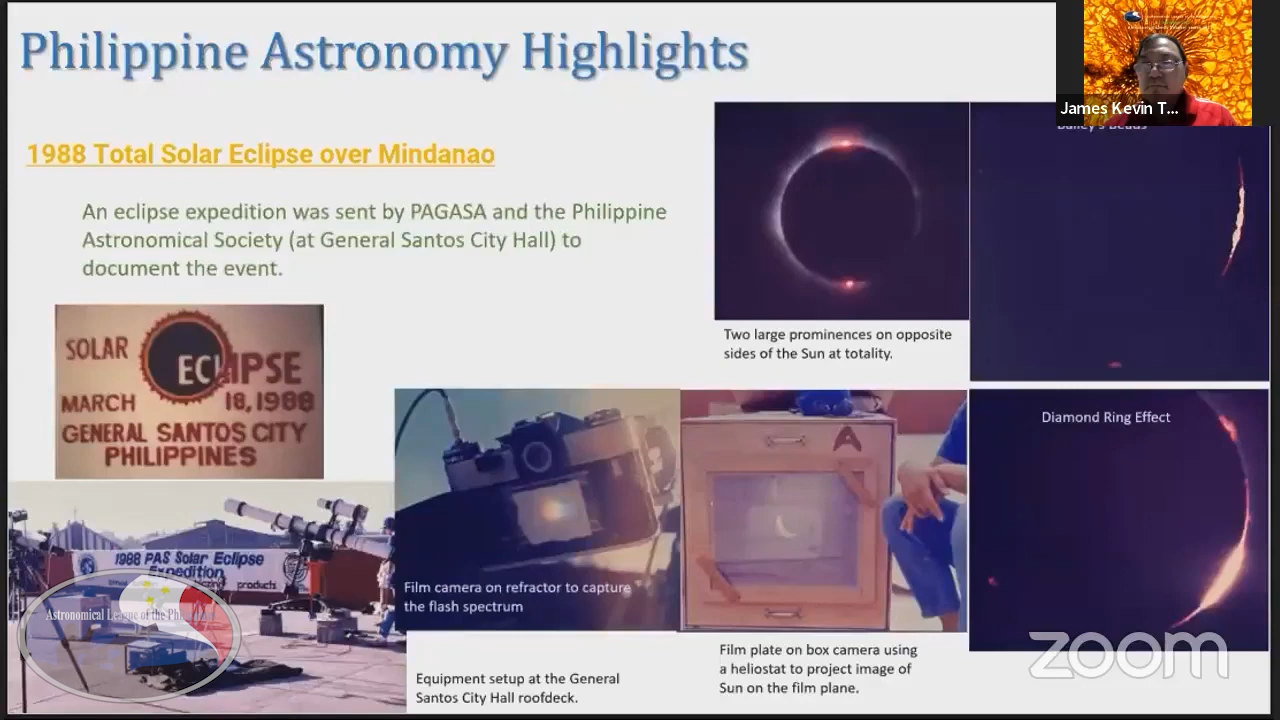 Philippine Astronomy Highlights
James Kevin T...
Bailey's Beads
1988 Total Solar Eclipse over Mindanao
An eclipse expedition was sent by PAGASA and the Philippine
Astronomical Society (at General Santos City Hall) to
document the event.
SOLAR
ECLIPSE
MARCH 18, 1988
GENERAL SANTOS CITY
PHILIPPINES
Two large prominences on opposite
sides of the Sun at totality.
Diamond Ring Effect
1988 PAS Solar Eclipse
Expedition
products
A
Film camera on refractor to capture
the flash spectrum
Astronomical League of the
Equipment setup at the General
Santos City Hall roofdeck.
Film plate on box camera using
a heliostat to project image of
Sun on the film plane.
zoom